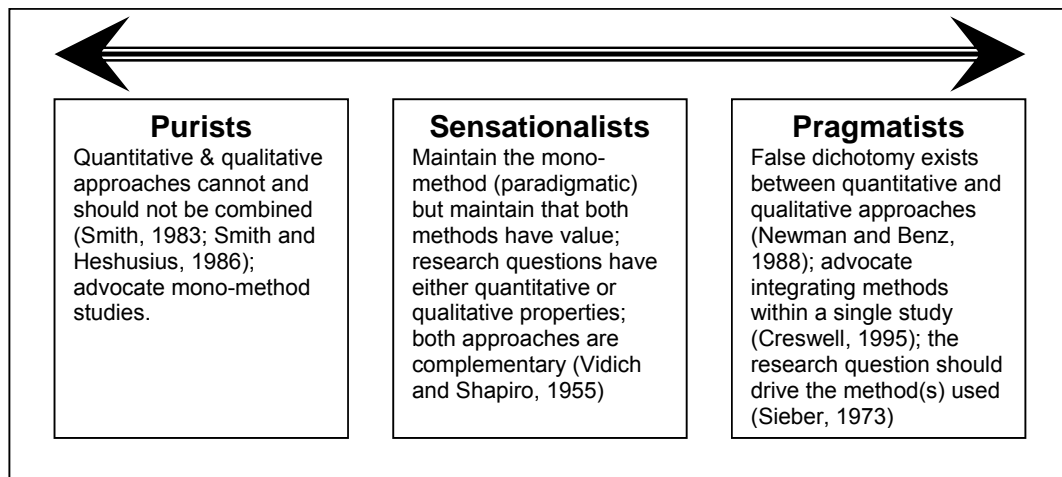 Purists
Quantitative & qualitative
approaches cannot and
should not be combined
(Smith, 1983; Smith and
Heshusius, 1986);
advocate mono-method
studies.
Sensationalists
Maintain the mono-
method (paradigmatic)
but maintain that both
methods have value;
research questions have
either quantitative or
qualitative properties;
both approaches are
complementary (Vidich
and Shapiro, 1955)
Pragmatists
False dichotomy exists
between quantitative and
qualitative approaches
(Newman and Benz,
1988); advocate
integrating methods
within a single study
(Creswell, 1995); the
research question should
drive the method(s) used
(Sieber, 1973)